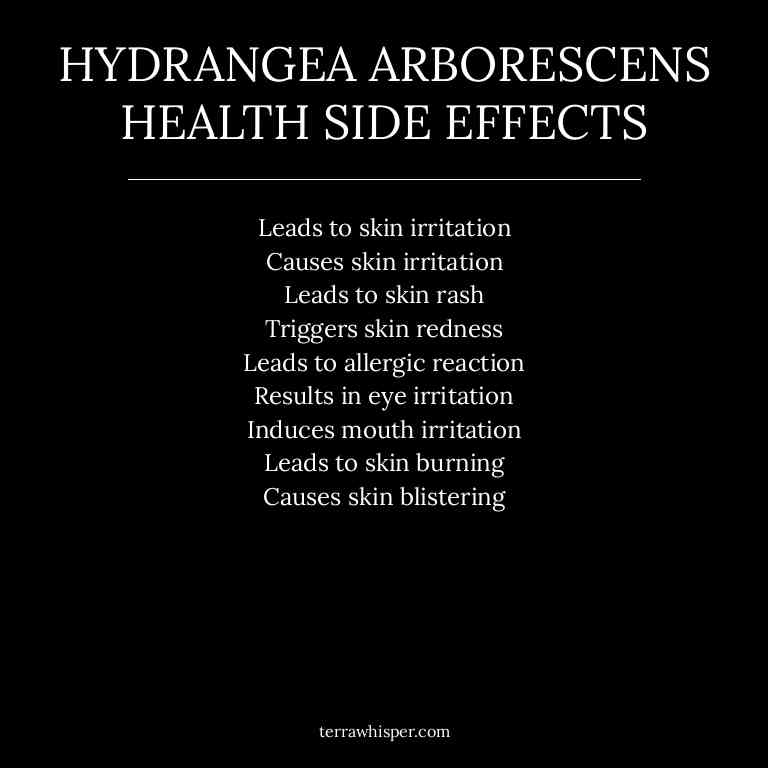 HYDRANGEA ARBORESCENS
HEALTH SIDE EFFECTS
Leads to skin irritation
Causes skin irritation
Leads to skin rash
Triggers skin redness
Leads to allergic reaction
Results in eye irritation
Induces mouth irritation
Leads to skin burning
Causes skin blistering
terrawhisper.com